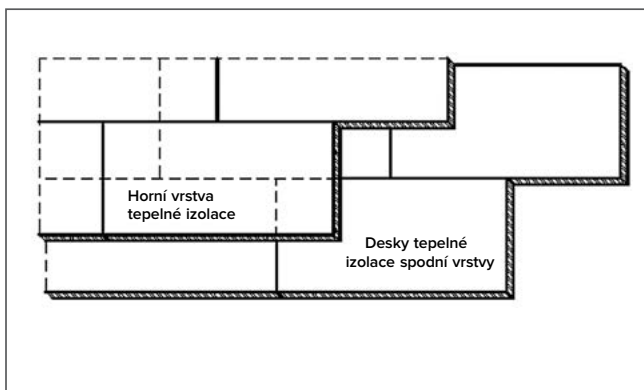 Horní vrstva
tepelné izolace
Desky tepelné
izolace spodní vrstvy